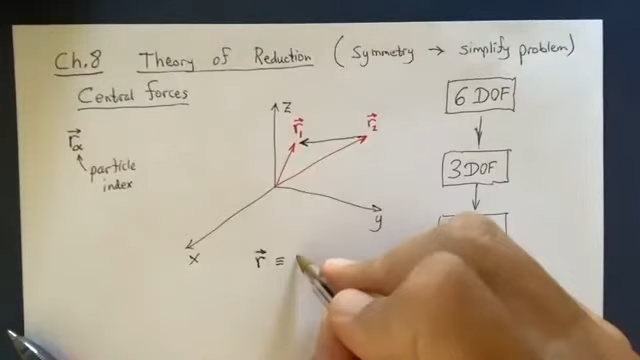 Ch.8 Theory of Reduction (Symmetry → simplify problem)
Central forces
r⃗α
particle
index
z
r⃗1
r⃗2
y
x
r⃗ ≡
6 DOF
3 DOF